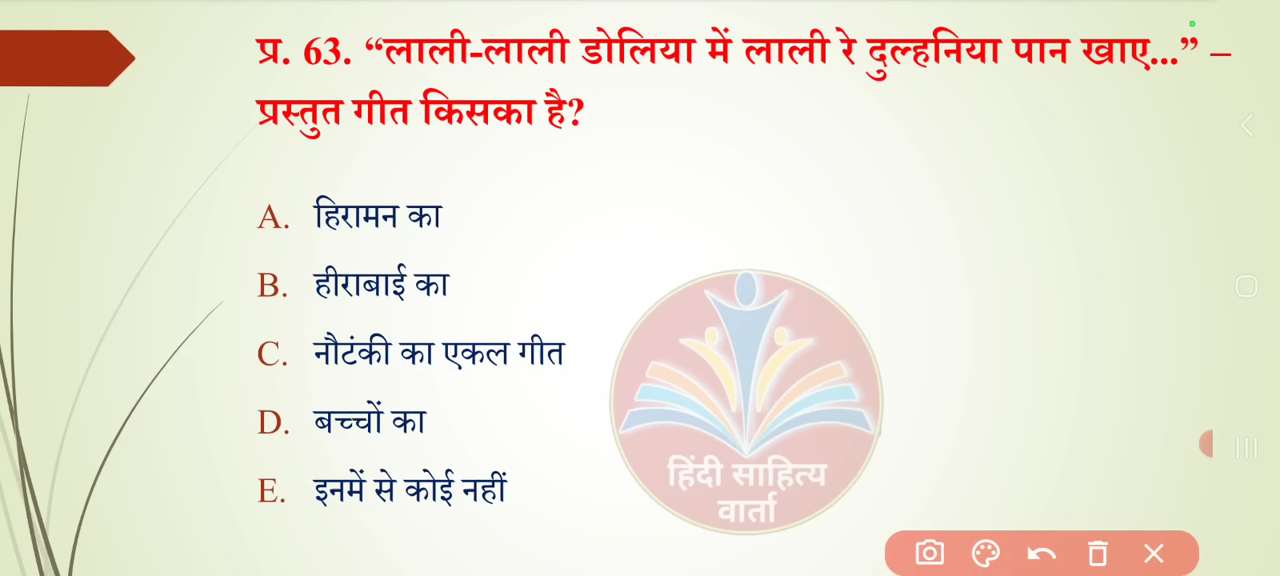 प्र. 63. “लाली-लाली डोलिया में लाली रे दुल्हनिया पान खाए...” –
प्रस्तुत गीत किसका है?
A. हिरामन का
B. हीराबाई का
C. नौटंकी का एकल गीत
D. बच्चों का
E. इनमें से कोई नहीं
हिंदी साहित्य
वार्ता